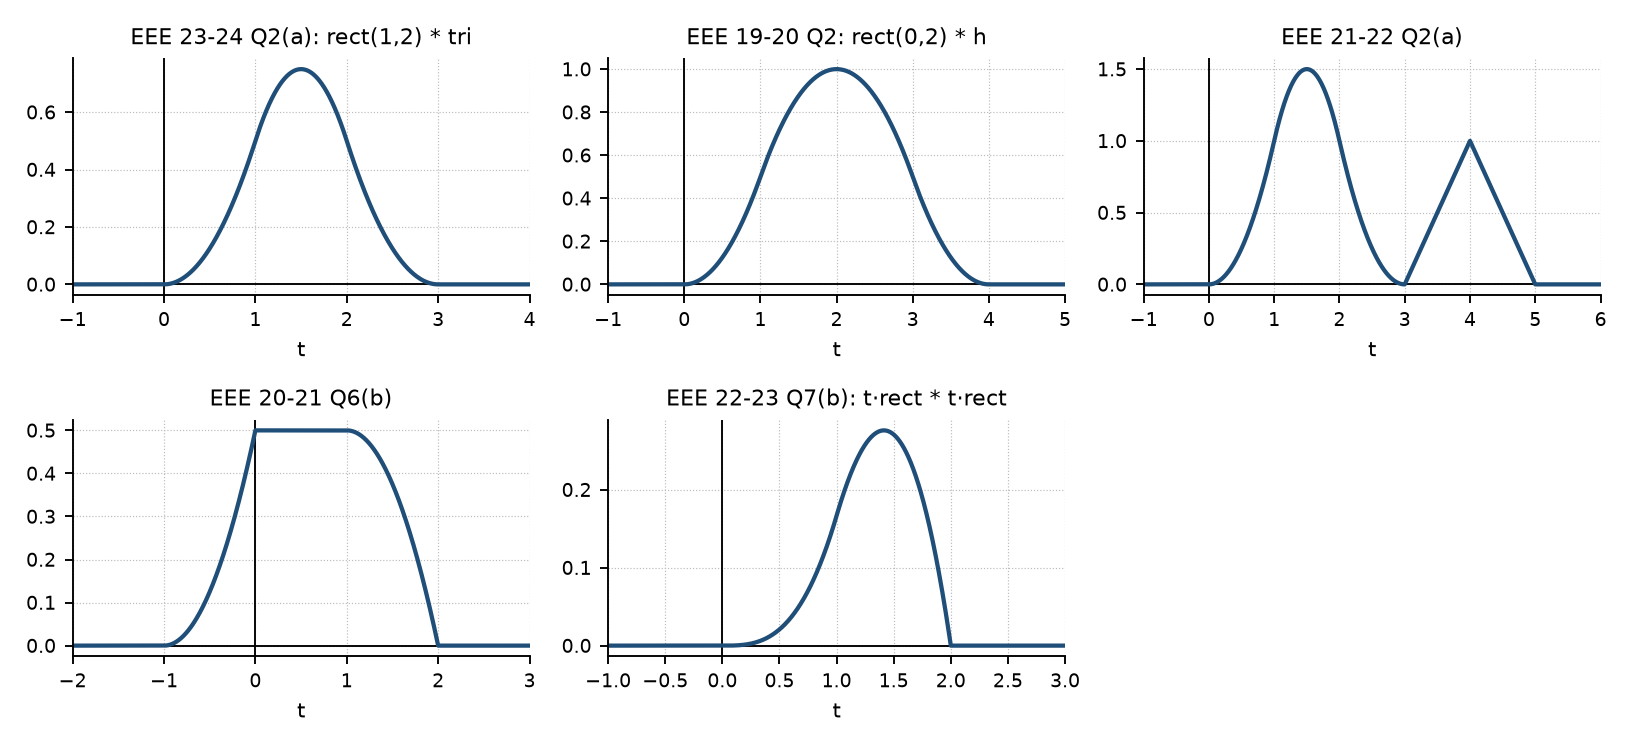 EEE 23-24 Q2(a): rect(1,2) * tri
0.6
0.4
0.2
0.0
−1 0 1 2 3 4
t
EEE 19-20 Q2: rect(0,2) * h
1.0
0.8
0.6
0.4
0.2
0.0
−1 0 1 2 3 4 5
t
EEE 21-22 Q2(a)
1.5
1.0
0.5
0.0
−1 0 1 2 3 4 5 6
t
EEE 20-21 Q6(b)
0.5
0.4
0.3
0.2
0.1
0.0
−2 −1 0 1 2 3
t
EEE 22-23 Q7(b): t·rect * t·rect
0.2
0.1
0.0
−1.0 −0.5 0.0 0.5 1.0 1.5 2.0 2.5 3.0
t